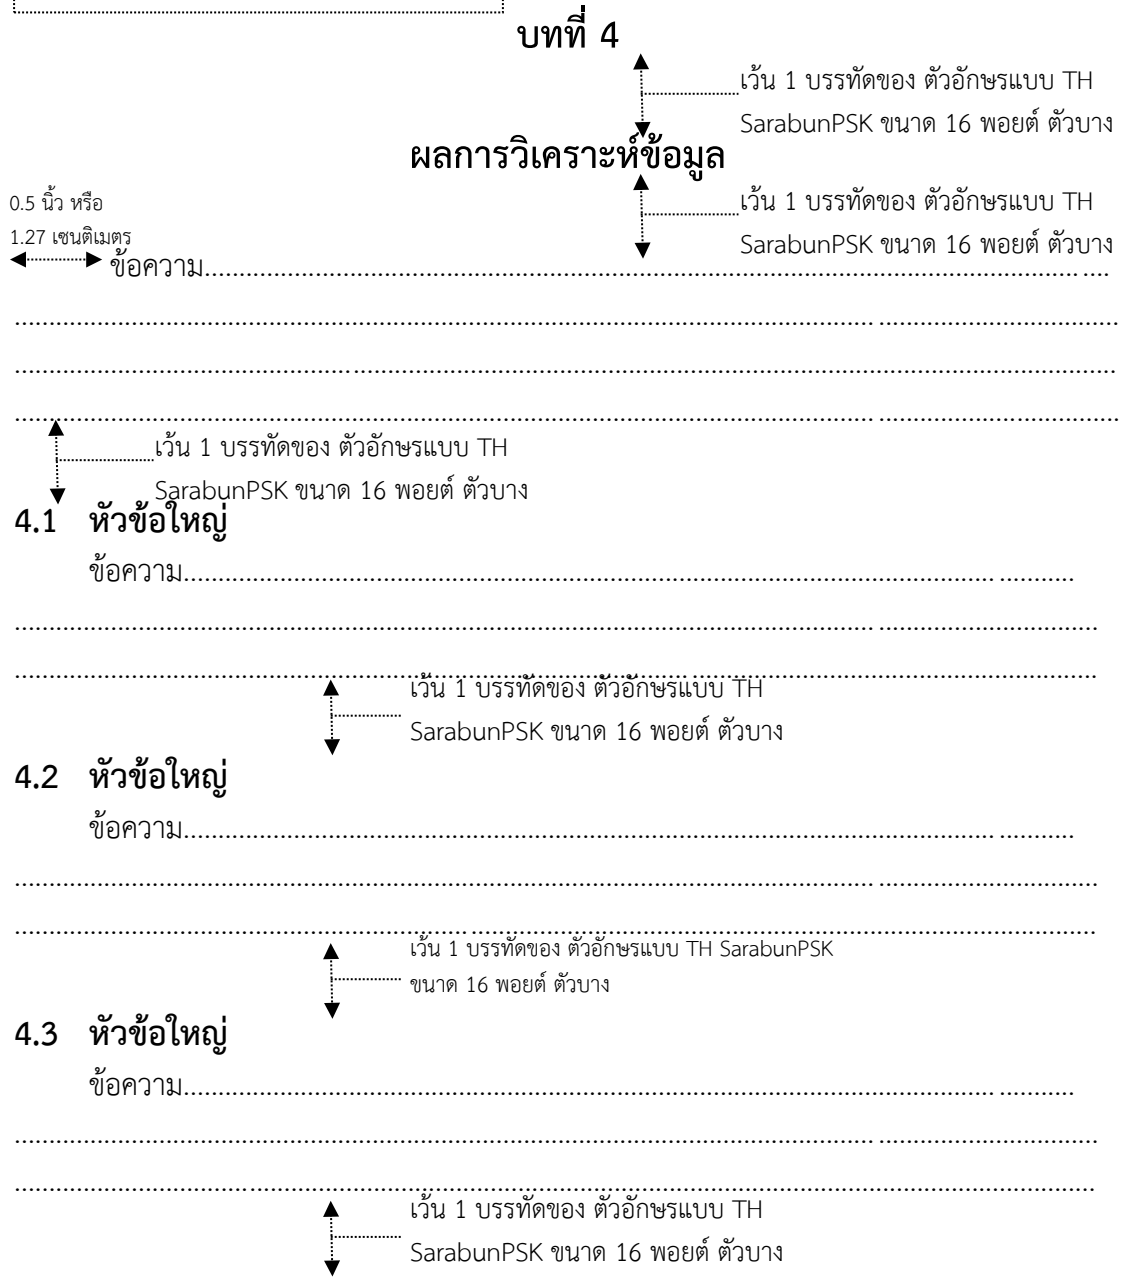 บทที่ 4
เว้น 1 บรรทัดของ ตัวอักษรแบบ TH
SarabunPSK ขนาด 16 พอยต์ ตัวบาง
ผลการวิเคราะห์ข้อมูล
เว้น 1 บรรทัดของ ตัวอักษรแบบ TH
SarabunPSK ขนาด 16 พอยต์ ตัวบาง
0.5 นิ้ว หรือ
1.27 เซนติเมตร
ข้อความ........................................................................................................................................
................................................................................................................................................................
................................................................................................................................................................
................................................................................................................................................................
เว้น 1 บรรทัดของ ตัวอักษรแบบ TH
SarabunPSK ขนาด 16 พอยต์ ตัวบาง
4.1 หัวข้อใหญ่
ข้อความ..................................................................................................................... ...........
............................................................................................................................ ................................
............................................................................................................................................................
เว้น 1 บรรทัดของ ตัวอักษรแบบ TH
SarabunPSK ขนาด 16 พอยต์ ตัวบาง
4.2 หัวข้อใหญ่
ข้อความ..................................................................................................................... ...........
............................................................................................................................ ................................
............................................................................................................................................................
เว้น 1 บรรทัดของ ตัวอักษรแบบ TH SarabunPSK
ขนาด 16 พอยต์ ตัวบาง
4.3 หัวข้อใหญ่
ข้อความ..................................................................................................................... ...........
............................................................................................................................ ................................
............................................................................................................................................................
เว้น 1 บรรทัดของ ตัวอักษรแบบ TH
SarabunPSK ขนาด 16 พอยต์ ตัวบาง